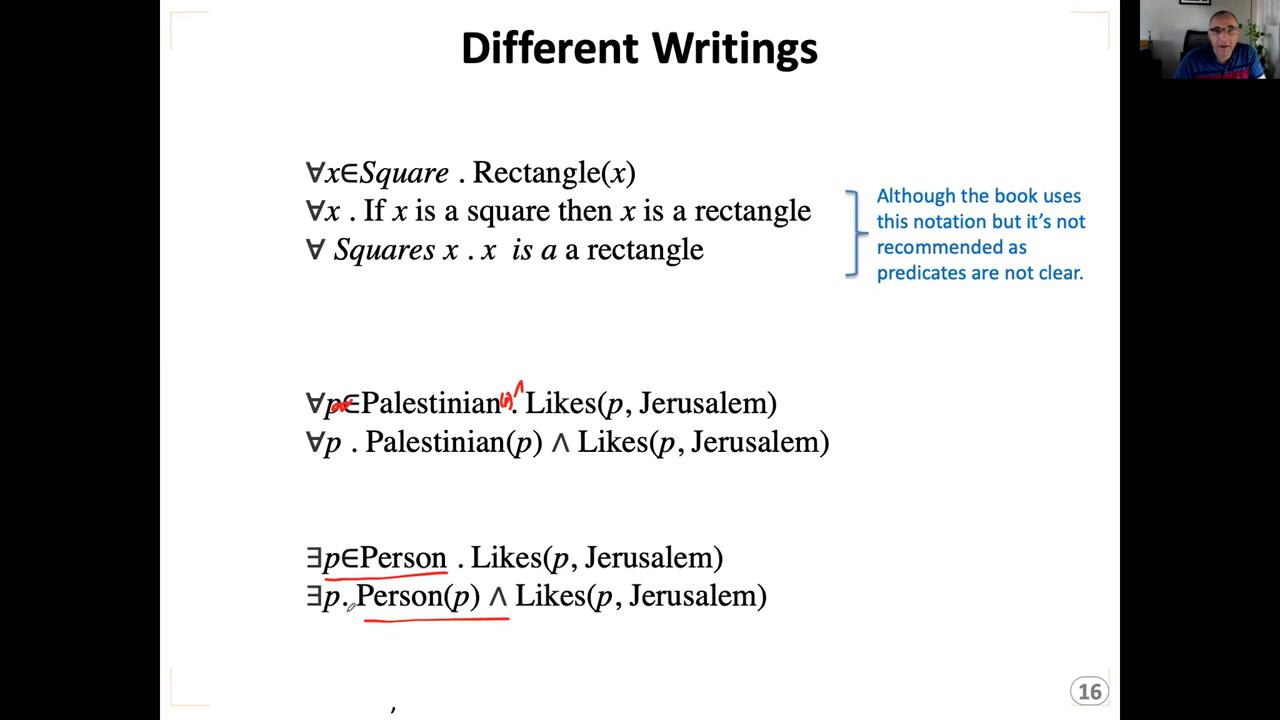 Different Writings
∀x∈Square . Rectangle(x)
∀x . If x is a square then x is a rectangle
∀ Squares x . x is a a rectangle
Although the book uses
this notation but it’s not
recommended as
predicates are not clear.
∀p∈Palestinian . Likes(p, Jerusalem)
∀p . Palestinian(p) ∧ Likes(p, Jerusalem)
∃p∈Person . Likes(p, Jerusalem)
∃p. Person(p) ∧ Likes(p, Jerusalem)
16